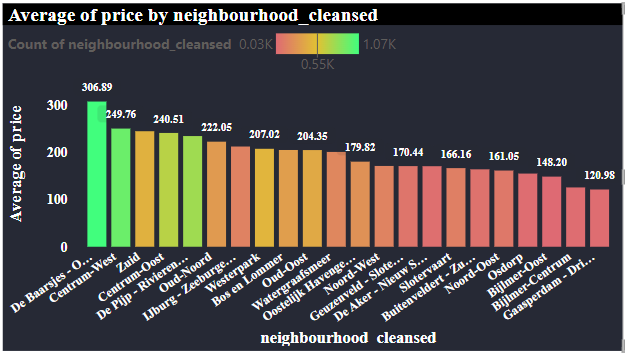 Average of price by neighbourhood_cleansed
Count of neighbourhood_cleansed 0.03K 1.07K
0.55K
Average of price
300
200
100
0
306.89
249.76
240.51
222.05
207.02
204.35
179.82
170.44
166.16
161.05
148.20
120.98
De Baarsjes - O...
Centrum-West
Zuid
Centrum-Oost
De Pijp - Rivieren...
Oud-Noord
IJburg - Zeeburge...
Westerpark
Bos en Lommer
Oud-Oost
Watergraafsmeer
Oostelijk Havenge...
Noord-West
Geuzenveld - Slote...
De Aker - Nieuw S...
Slotervaart
Buitenveldert - Zu...
Noord-Oost
Osdorp
Bijlmer-Oost
Bijlmer-Centrum
Gaasperdam - Dri...
neighbourhood_cleansed